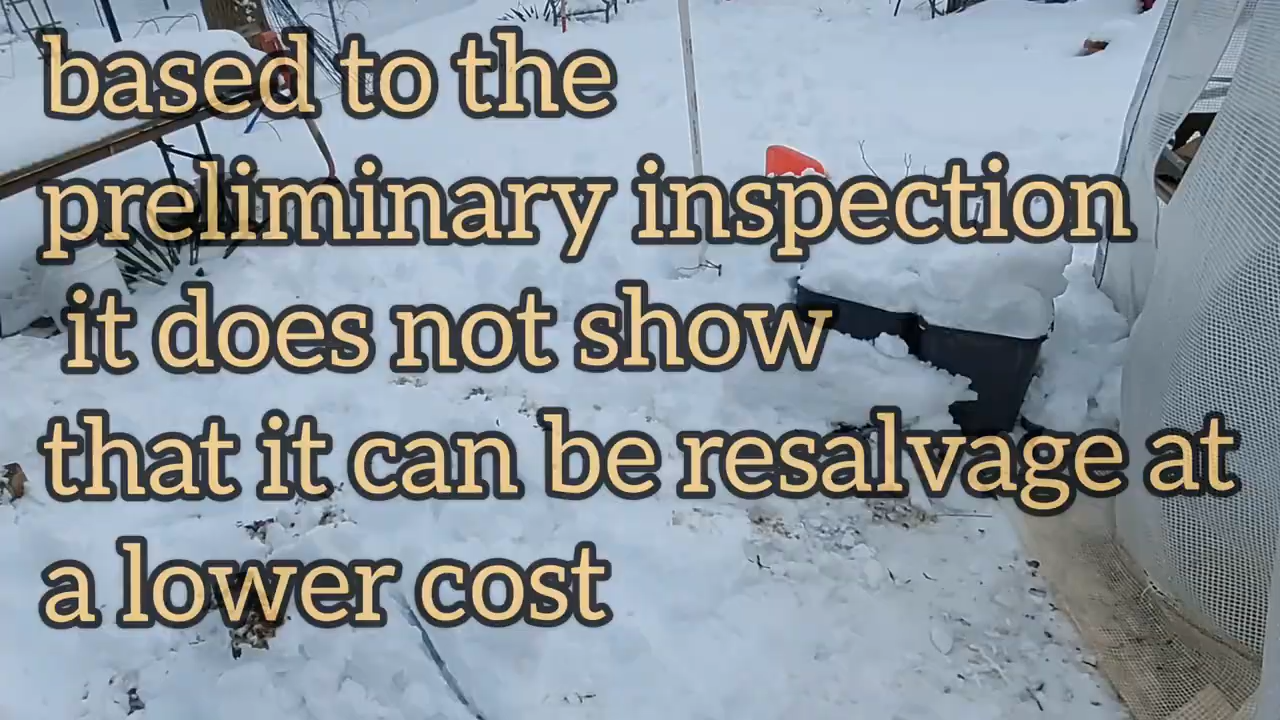 based to the
preliminary inspection
it does not show
that it can be resalvage at
a lower cost